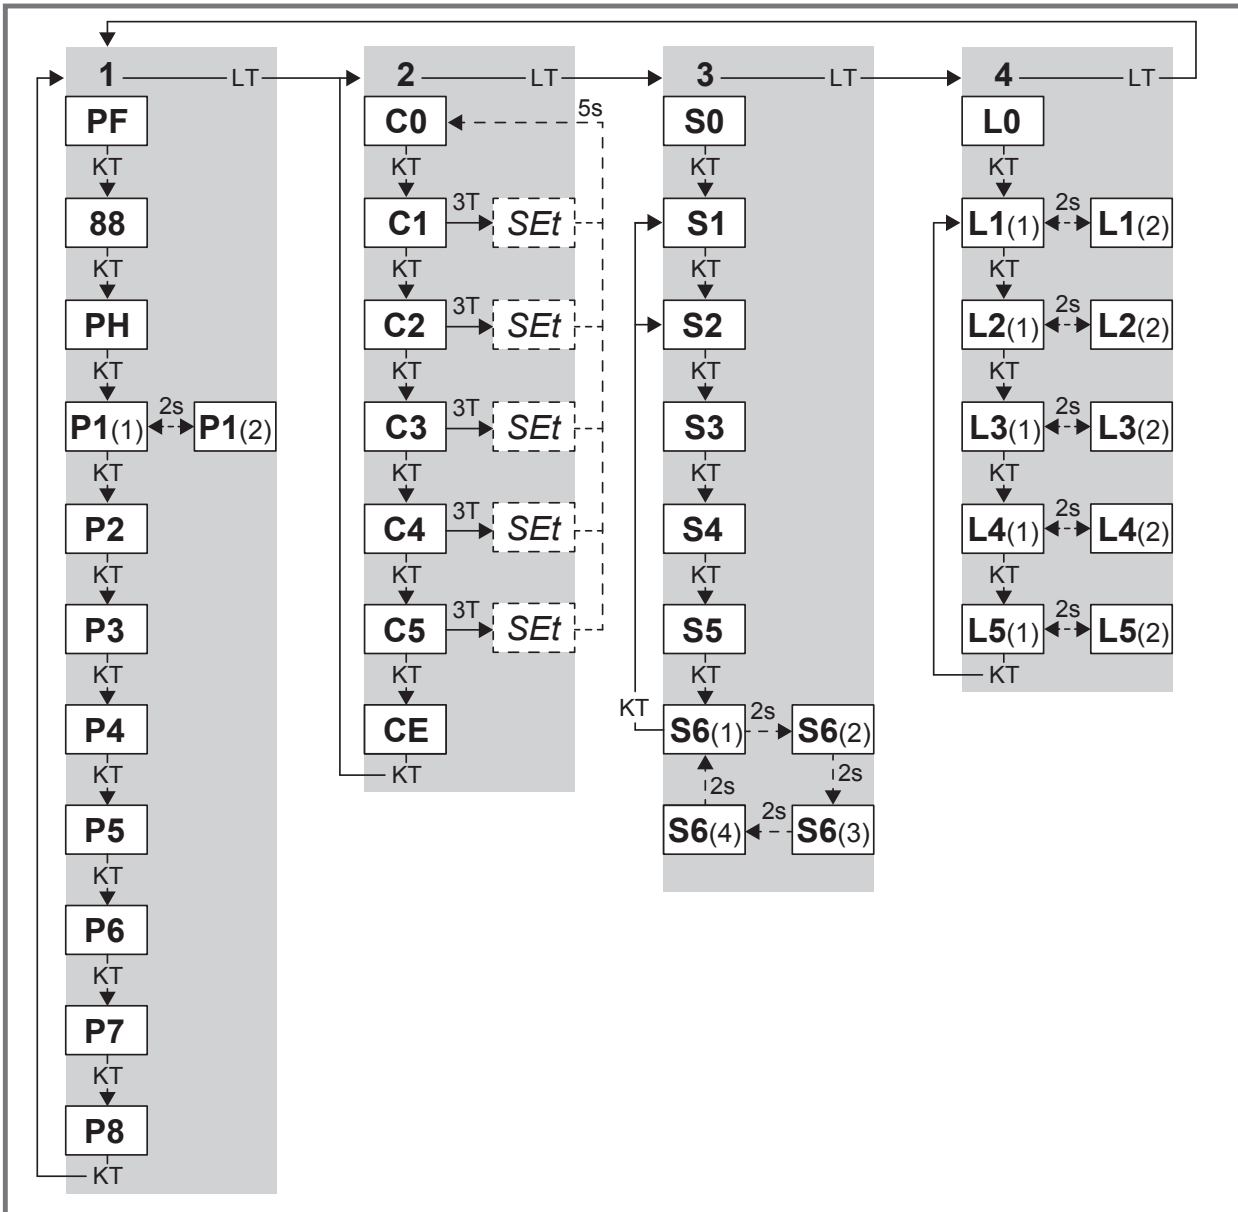 1 LT
PF
KT
88
KT
PH
KT
P1(1) 2s P1(2)
KT
P2
KT
P3
KT
P4
KT
P5
KT
P6
KT
P7
KT
P8
KT
2 LT
C0 5s
KT
C1 3T SEt
KT
C2 3T SEt
KT
C3 3T SEt
KT
C4 3T SEt
KT
C5 3T SEt
KT
CE
KT
3 LT
S0
KT
S1
KT
S2
KT
S3
KT
S4
KT
S5
KT
KT S6(1) 2s S6(2)
2s 2s
S6(4) 2s S6(3)
4 LT
L0
KT
L1(1) 2s L1(2)
KT
L2(1) 2s L2(2)
KT
L3(1) 2s L3(2)
KT
L4(1) 2s L4(2)
KT
L5(1) 2s L5(2)
KT